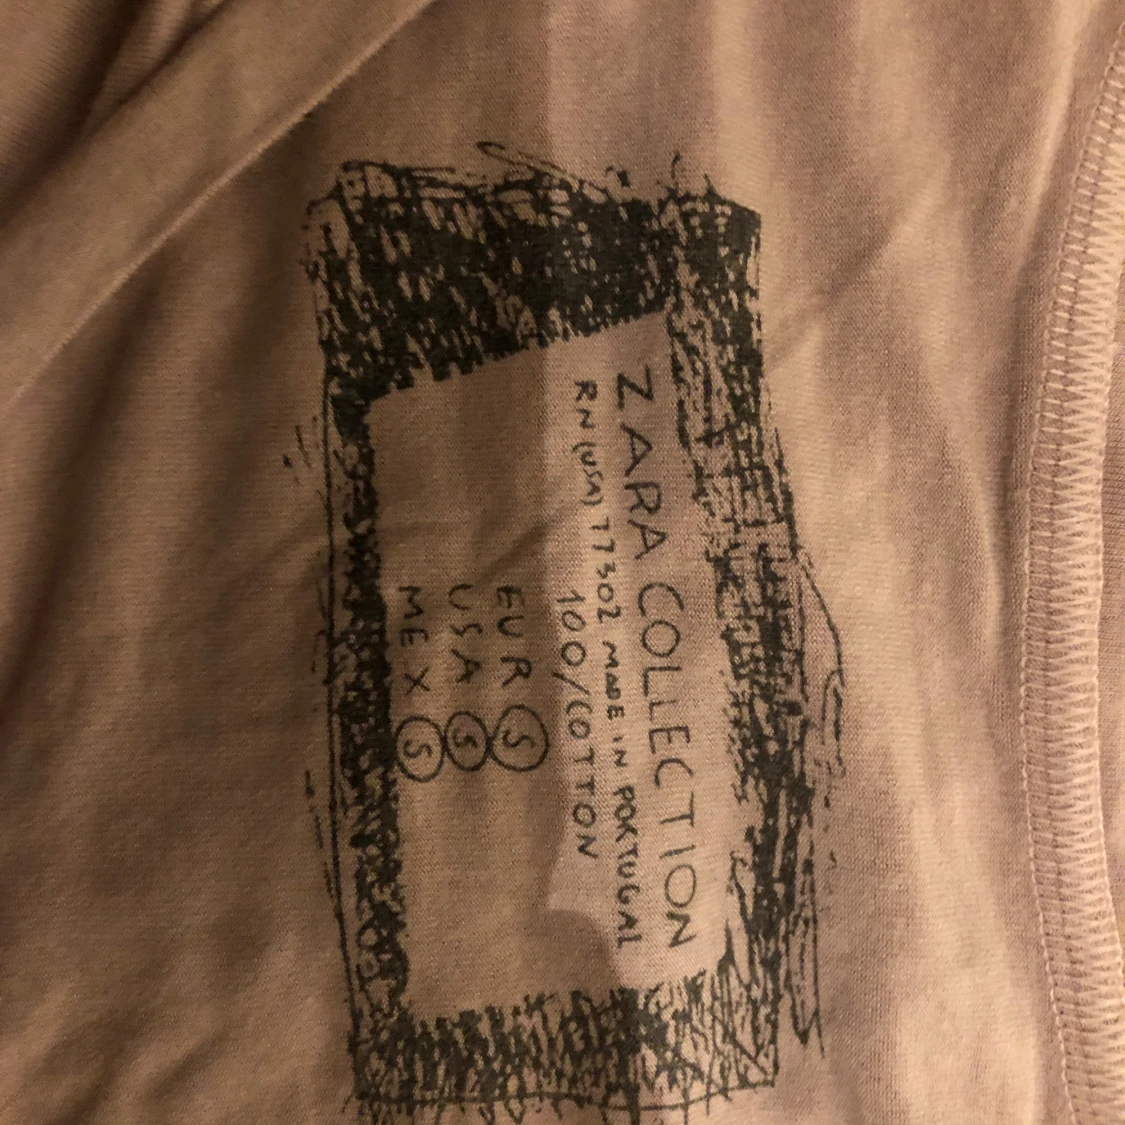 ZARA COLLECTION
RN (USA) 77302 MADE IN PORTUGAL
100/COTTON
EUR S
USA S
MEX S